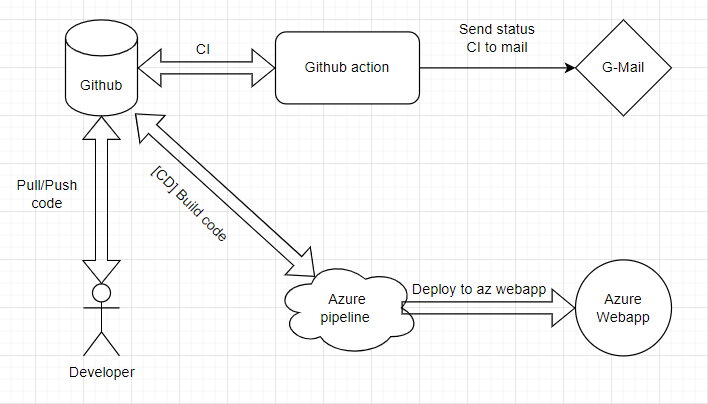 Github
CI
Github action
Send status
CI to mail
G-Mail
Pull/Push
code
[CD] Build code
Azure
pipeline
Deploy to az webapp
Azure
Webapp
Developer